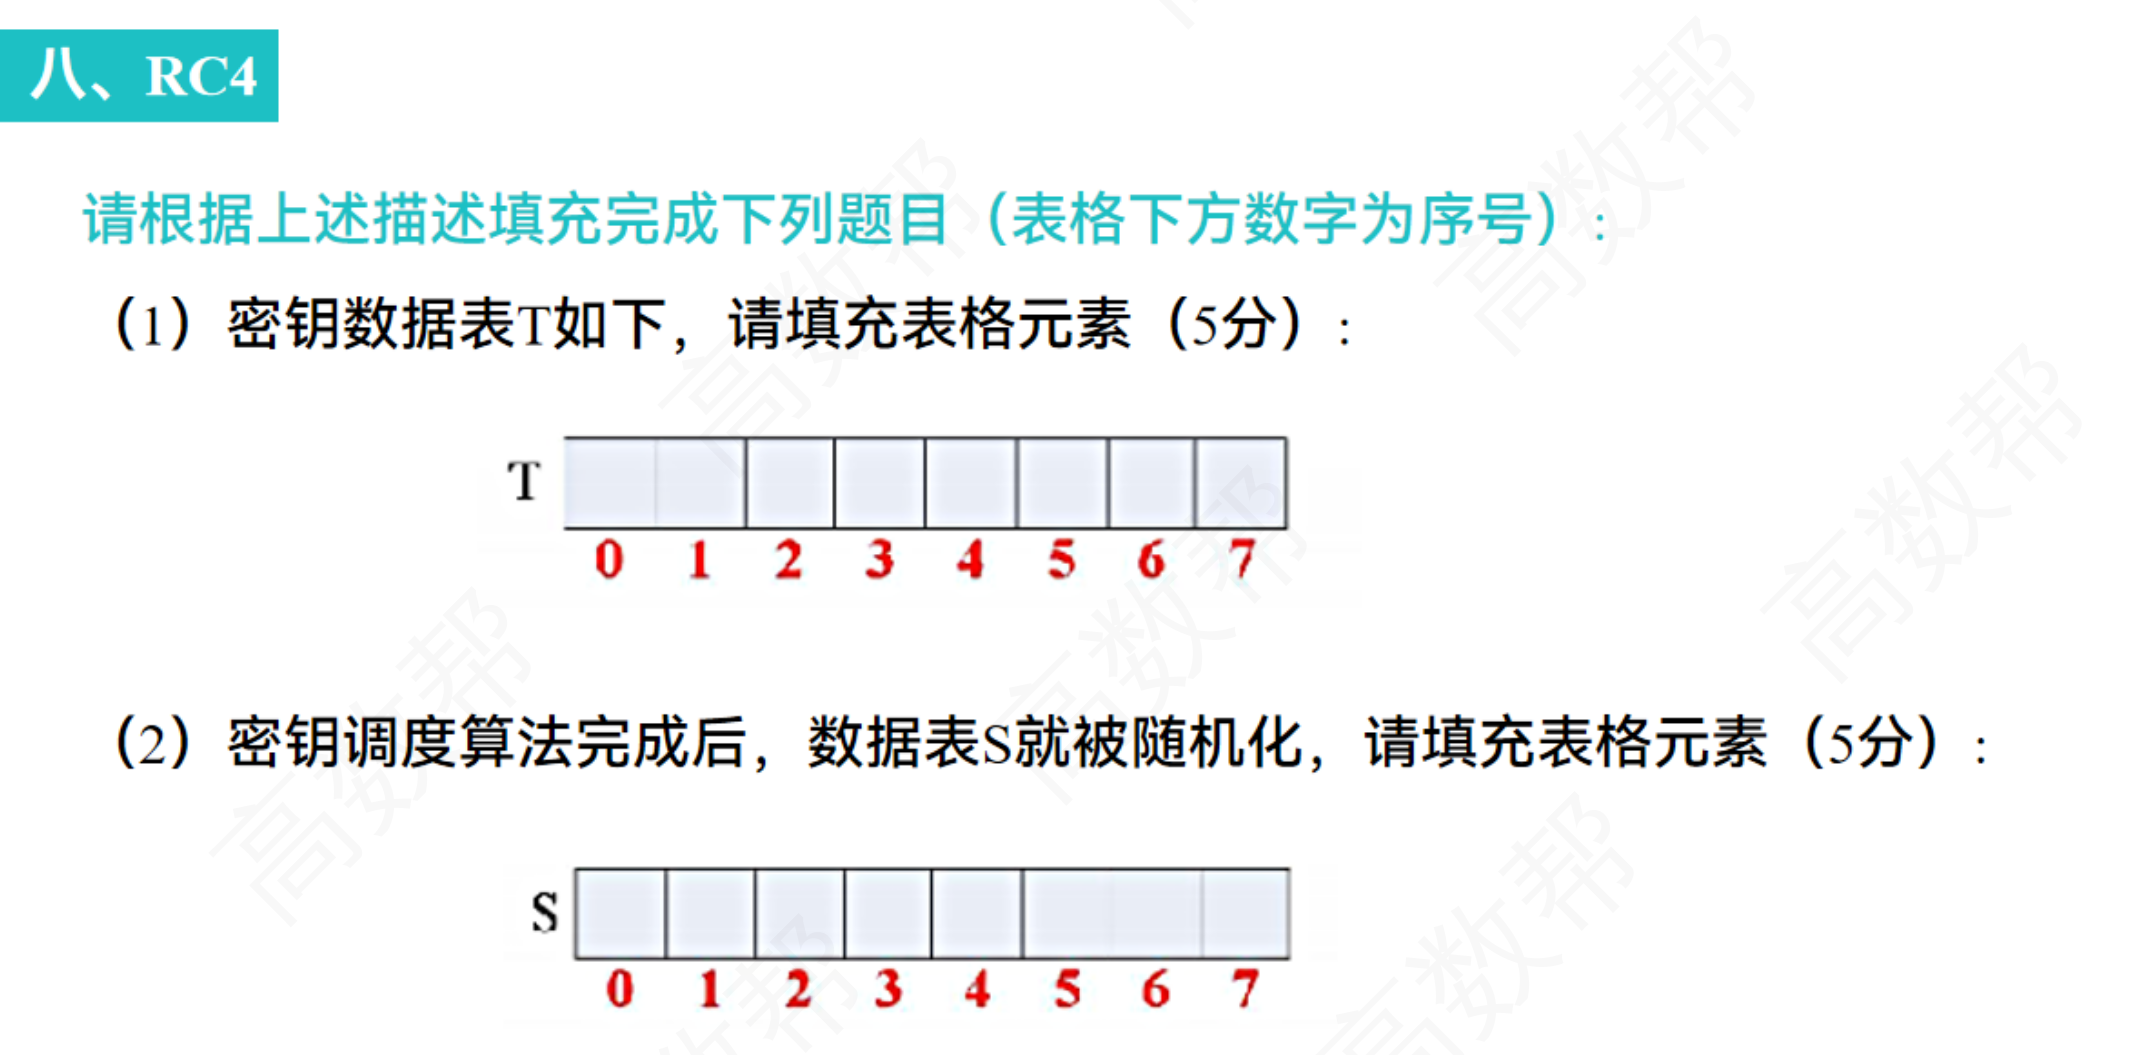 八、RC4
请根据上述描述填充完成下列题目（表格下方数字为序号）：
（1）密钥数据表T如下，请填充表格元素（5分）：
T
0 1 2 3 4 5 6 7
（2）密钥调度算法完成后，数据表S就被随机化，请填充表格元素（5分）：
S
0 1 2 3 4 5 6 7
高数帮
高数帮
高数帮
高数帮
高数帮
高数帮
数帮